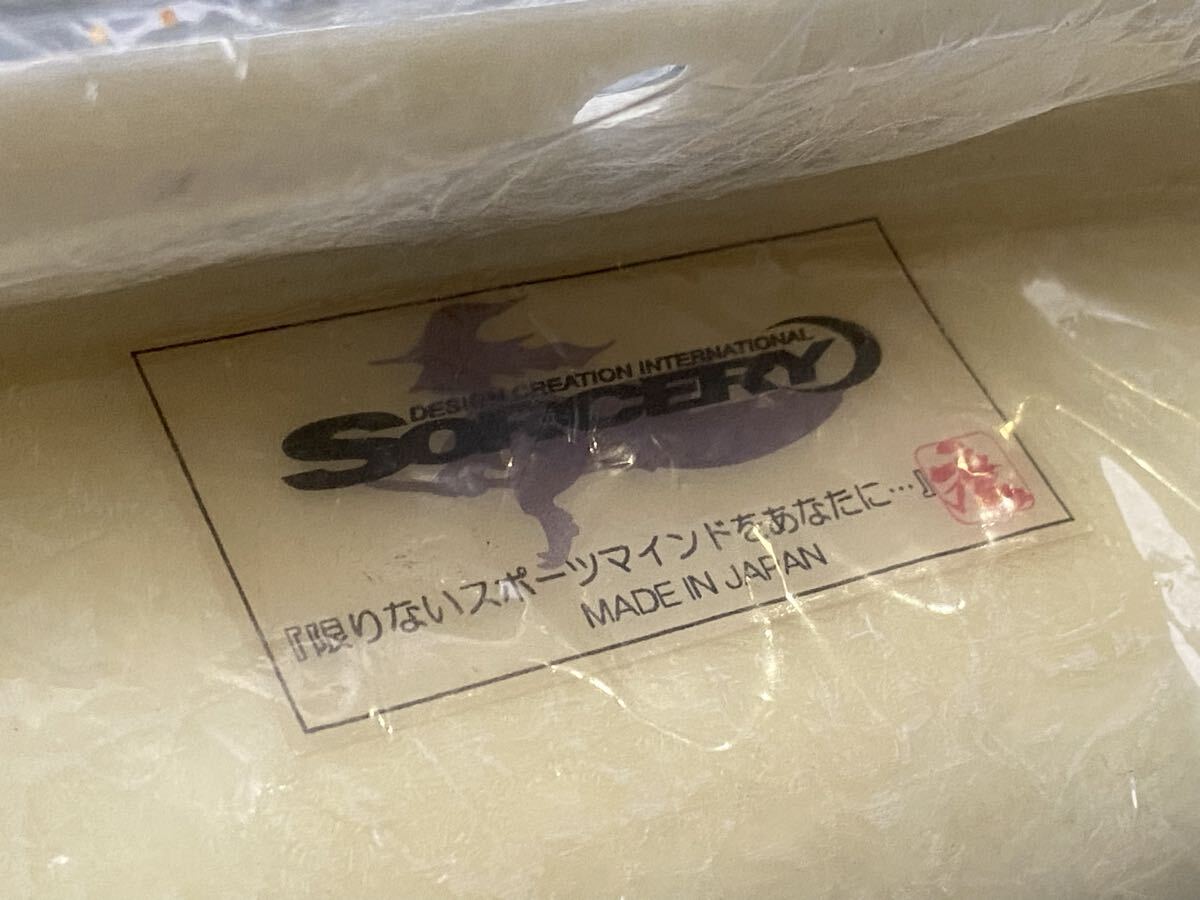 DESIGN CREATION INTERNATIONAL
SORCERY
『限りないスポーツマインドをあなたに…』
MADE IN JAPAN